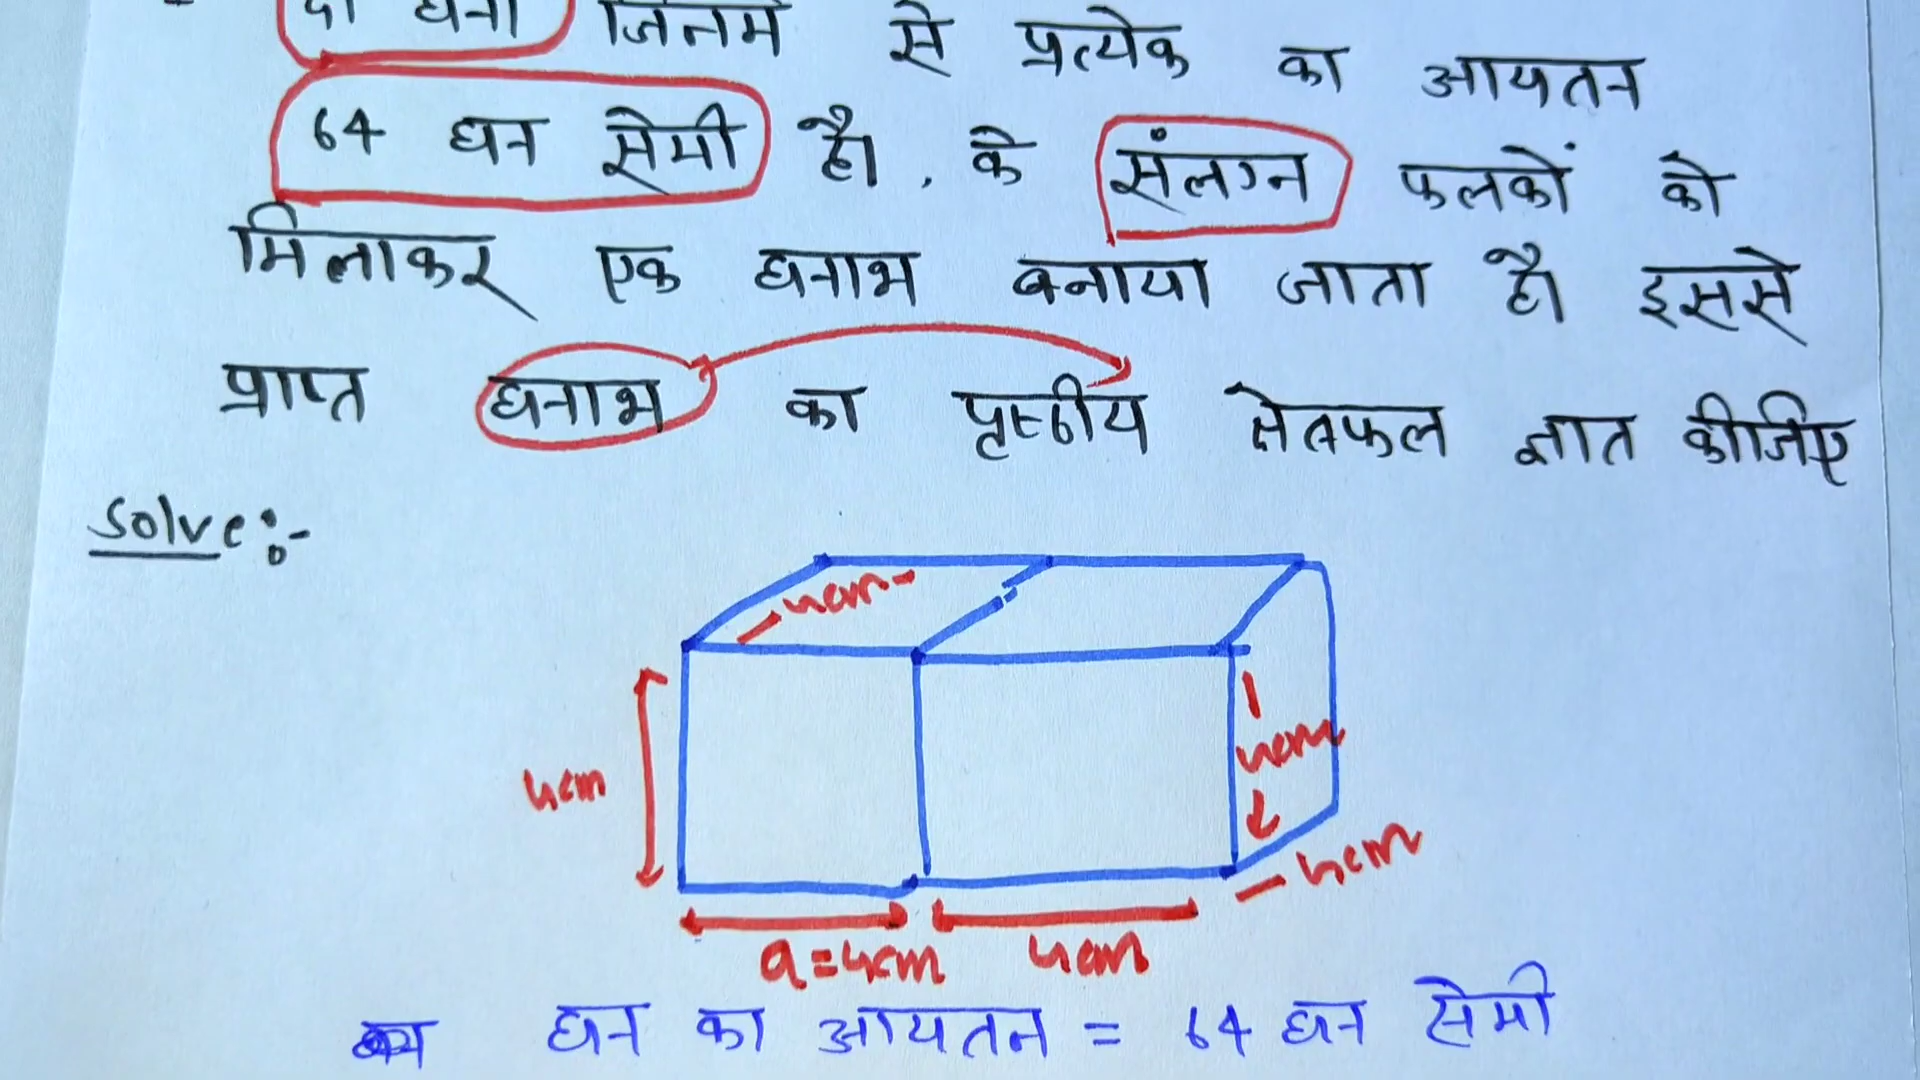 दो घनों जिनमें से प्रत्येक का आयतन
64 घन सेमी है। , के संलग्न फलकों को
मिलाकर एक घनाभ बनाया जाता है। इससे
प्राप्त घनाभ का पृष्ठीय क्षेत्रफल ज्ञात कीजिए
Solve:-
4cm
4cm
4cm
4cm
a=4cm 4cm
घन का आयतन = 64 घन सेमी